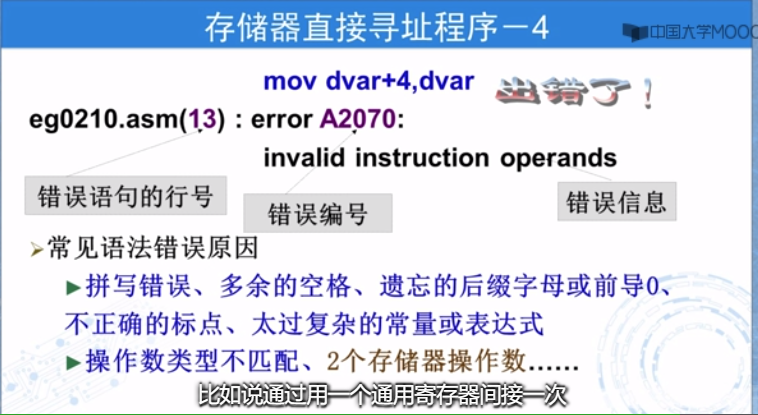 存储器直接寻址程序－4
中国大学MOOC
mov dvar+4,dvar
出错了！
eg0210.asm(13) : error A2070:
invalid instruction operands
错误语句的行号
错误编号
错误信息
常见语法错误原因
拼写错误、多余的空格、遗忘的后缀字母或前导0、
不正确的标点、太过复杂的常量或表达式
操作数类型不匹配、2个存储器操作数……
比如说通过用一个通用寄存器间接一次